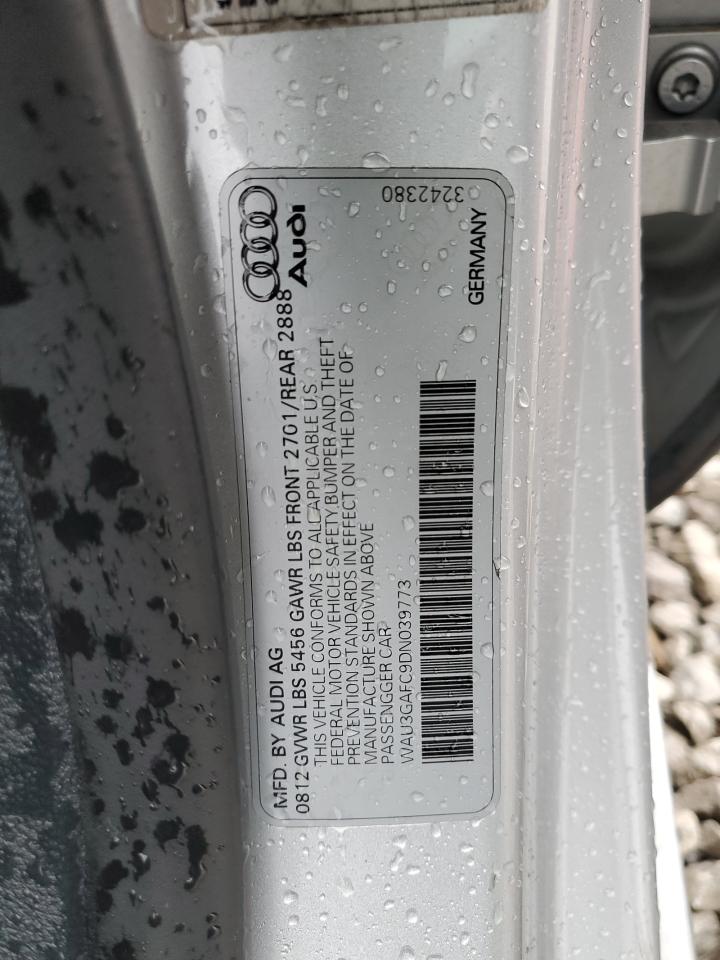 MFD. BY AUDI AG
0812 GVWR LBS 5456 GAWR LBS FRONT 2701/REAR 2888
THIS VEHICLE CONFORMS TO ALL APPLICABLE U.S.
FEDERAL MOTOR VEHICLE SAFETY BUMPER AND THEFT
PREVENTION STANDARDS IN EFFECT ON THE DATE OF
MANUFACTURE SHOWN ABOVE
PASSENGGER CAR
WAU3GAFC9DN039773
Audi
GERMANY
3242380